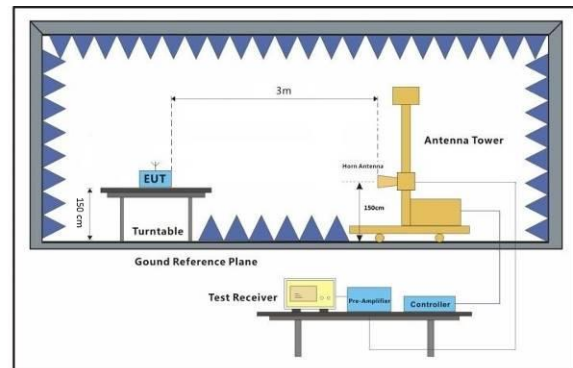 3m
Antenna Tower
Horn Antenna
EUT
150 cm
150cm
Turntable
Gound Reference Plane
Test Receiver
Pre-Amplifier
Controller